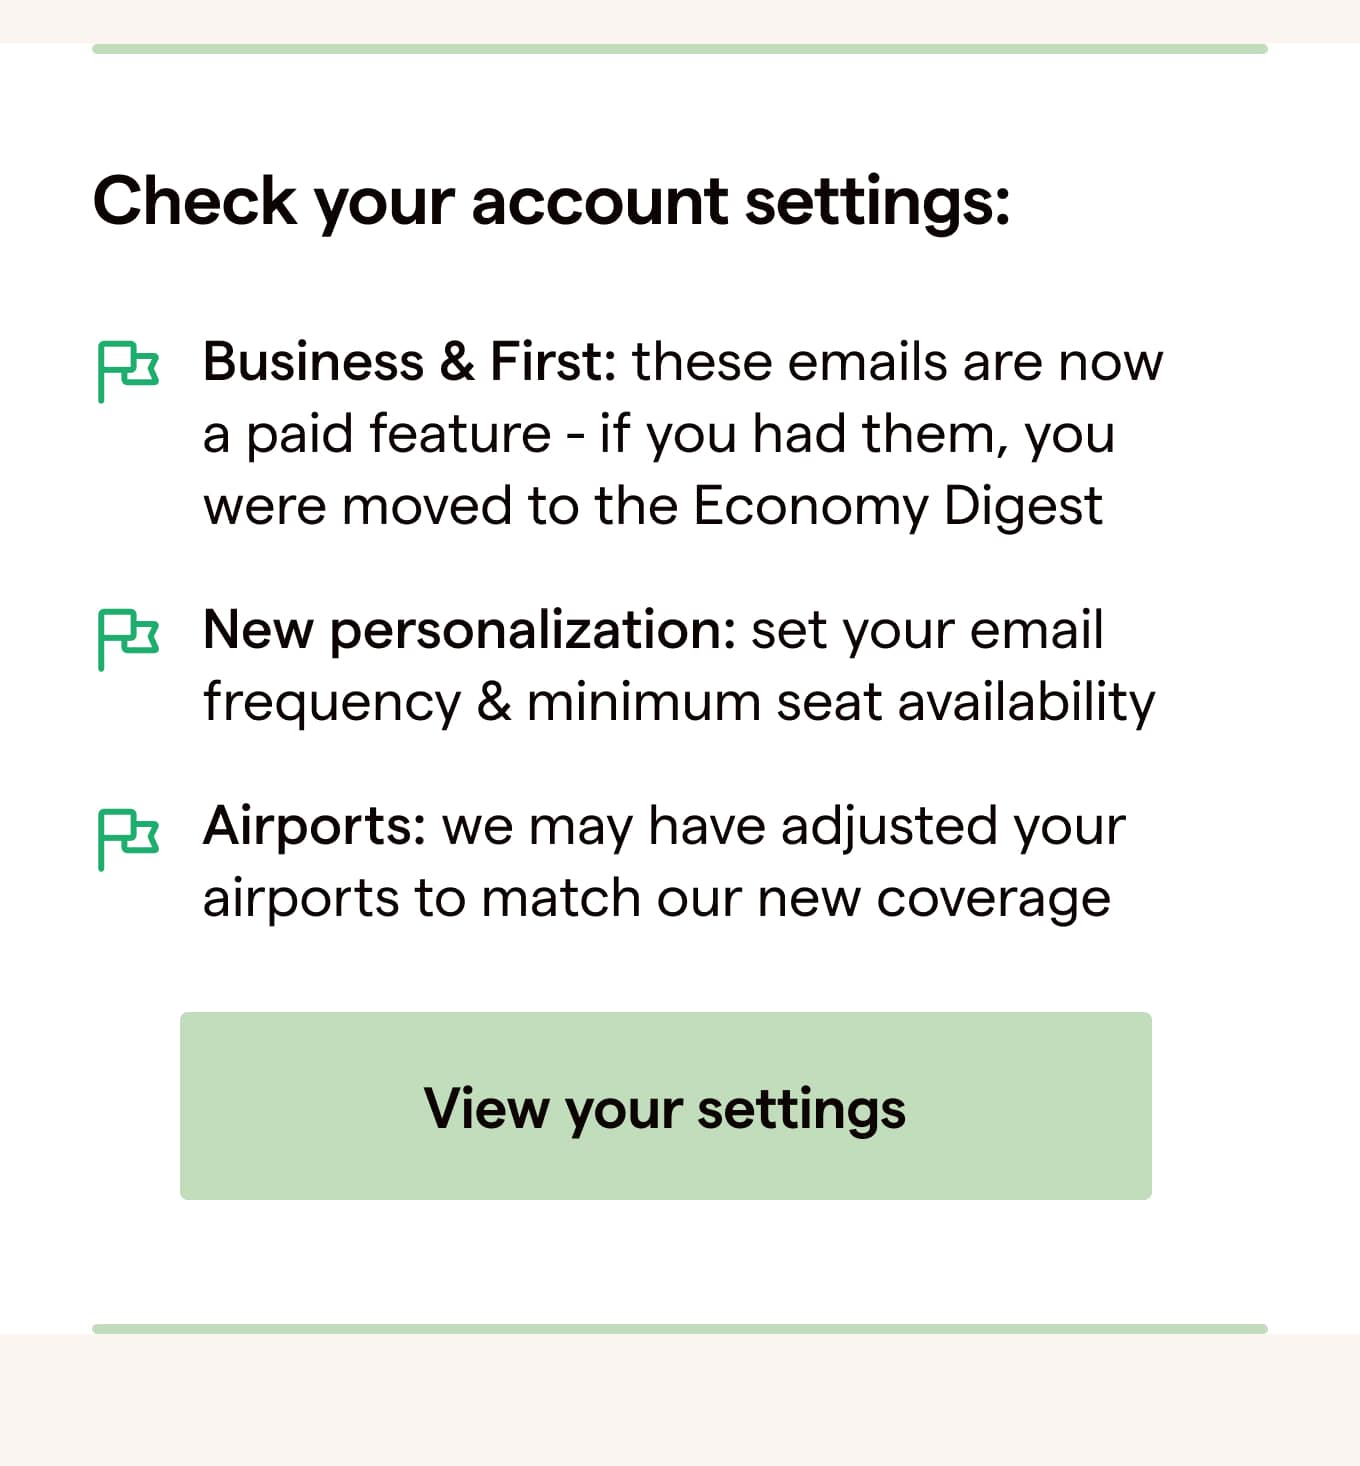 Check your account settings:
Business & First: these emails are now
a paid feature - if you had them, you
were moved to the Economy Digest
New personalization: set your email
frequency & minimum seat availability
Airports: we may have adjusted your
airports to match our new coverage
View your settings